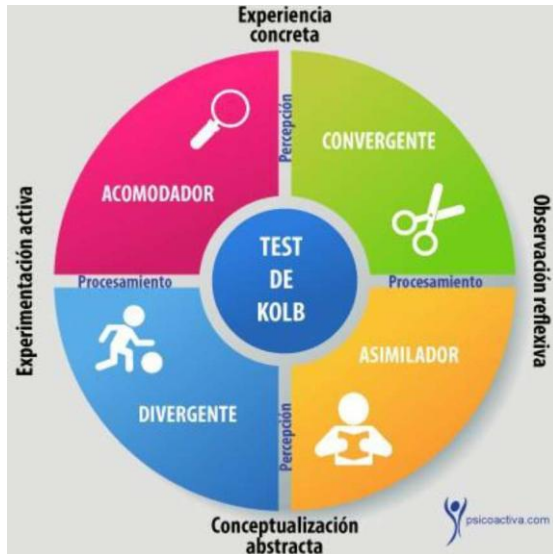 Experiencia
concreta
Percepción
CONVERGENTE
ACOMODADOR
Experimentación activa
Observación reflexiva
TEST
DE
KOLB
Procesamiento
Procesamiento
ASIMILADOR
DIVERGENTE
Percepción
psicoactiva.com
Conceptualización
abstracta